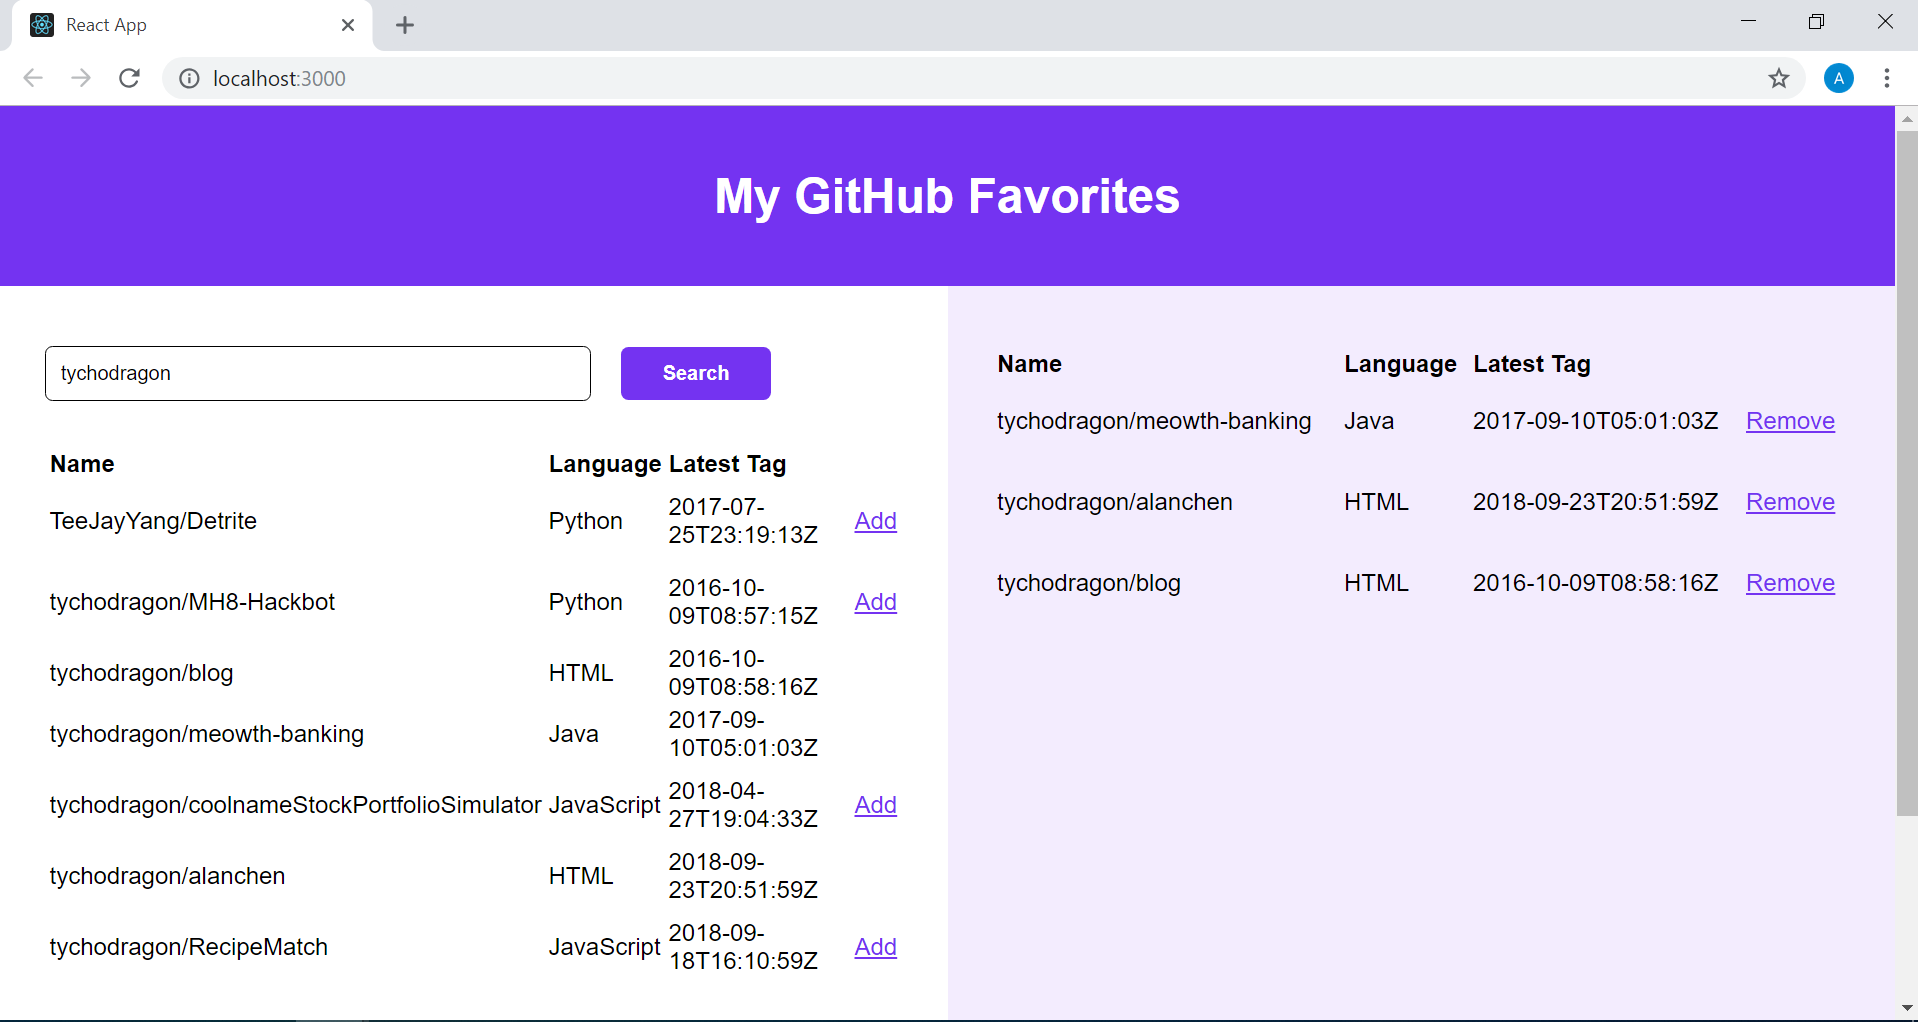 React App
localhost:3000
A
My GitHub Favorites
tychodragon
Search
Name Language Latest Tag
TeeJayYang/Detrite Python 2017-07-
25T23:19:13Z Add
tychodragon/MH8-Hackbot Python 2016-10-
09T08:57:15Z Add
tychodragon/blog HTML 2016-10-
09T08:58:16Z
tychodragon/meowth-banking Java 2017-09-
10T05:01:03Z
tychodragon/coolnameStockPortfolioSimulator JavaScript 2018-04-
27T19:04:33Z Add
tychodragon/alanchen HTML 2018-09-
23T20:51:59Z
tychodragon/RecipeMatch JavaScript 2018-09-
18T16:10:59Z Add
Name Language Latest Tag
tychodragon/meowth-banking Java 2017-09-10T05:01:03Z Remove
tychodragon/alanchen HTML 2018-09-23T20:51:59Z Remove
tychodragon/blog HTML 2016-10-09T08:58:16Z Remove